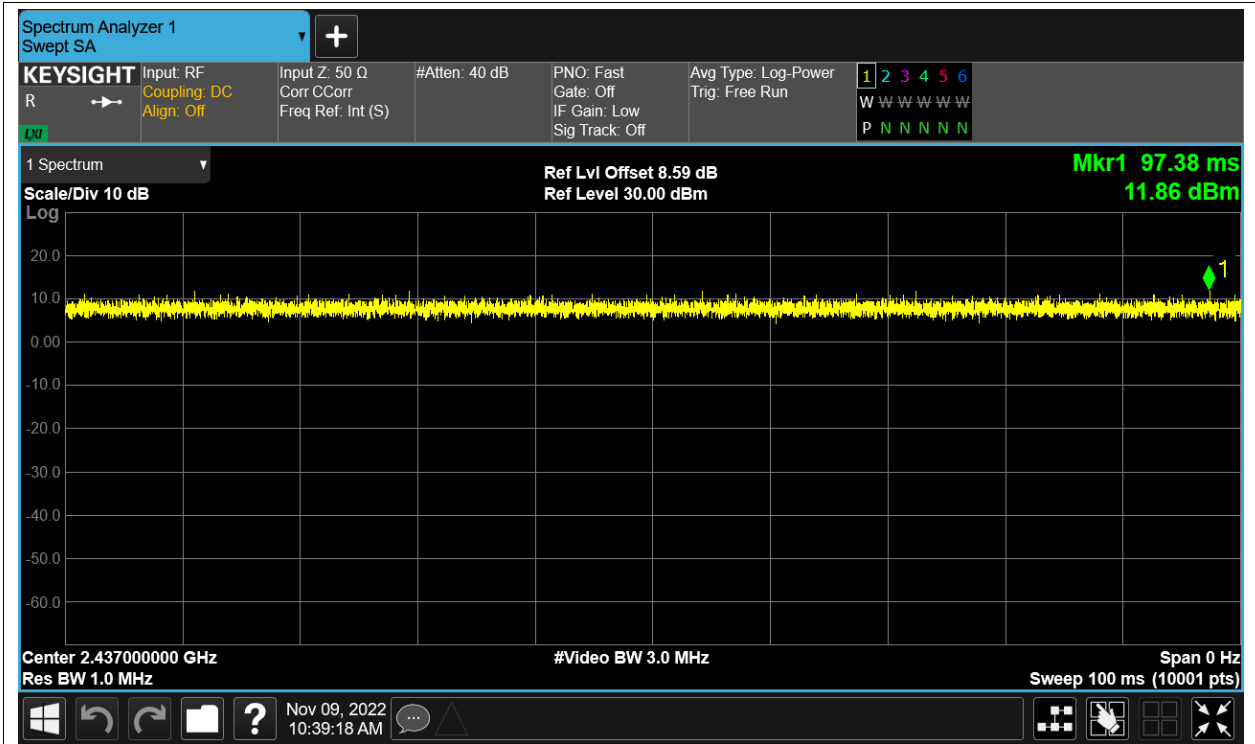 Spectrum Analyzer 1
Swept SA
+
KEYSIGHT
R
LXI
Input: RF
Coupling: DC
Align: Off
Input Z: 50 Ω
Corr CCorr
Freq Ref: Int (S)
#Atten: 40 dB
PNO: Fast
Gate: Off
IF Gain: Low
Sig Track: Off
Avg Type: Log-Power
Trig: Free Run
1 2 3 4 5 6
W W W W W W
P N N N N N
1 Spectrum
Scale/Div 10 dB
Log
Ref Lvl Offset 8.59 dB
Ref Level 30.00 dBm
Mkr1 97.38 ms
11.86 dBm
20.0
10.0
0.00
-10.0
-20.0
-30.0
-40.0
-50.0
-60.0
1
Center 2.437000000 GHz
Res BW 1.0 MHz
#Video BW 3.0 MHz
Span 0 Hz
Sweep 100 ms (10001 pts)
?
Nov 09, 2022
10:39:18 AM